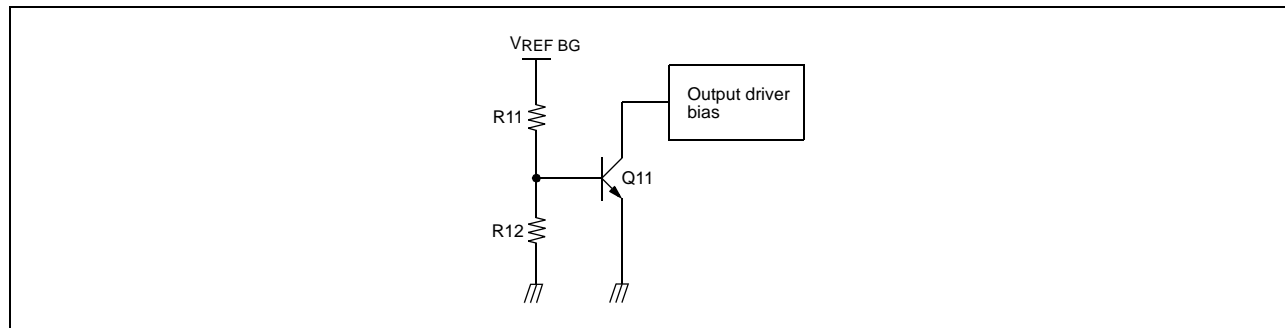 VREF BG
R11
Output driver
bias
Q11
R12